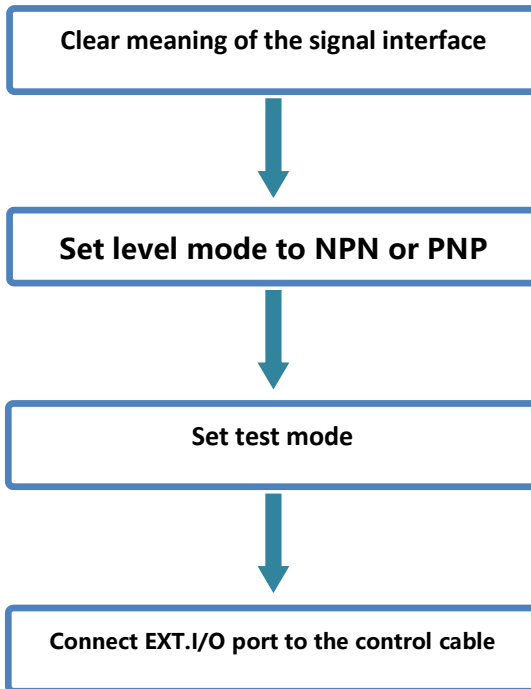 Clear meaning of the signal interface
Set level mode to NPN or PNP
Set test mode
Connect EXT.I/O port to the control cable